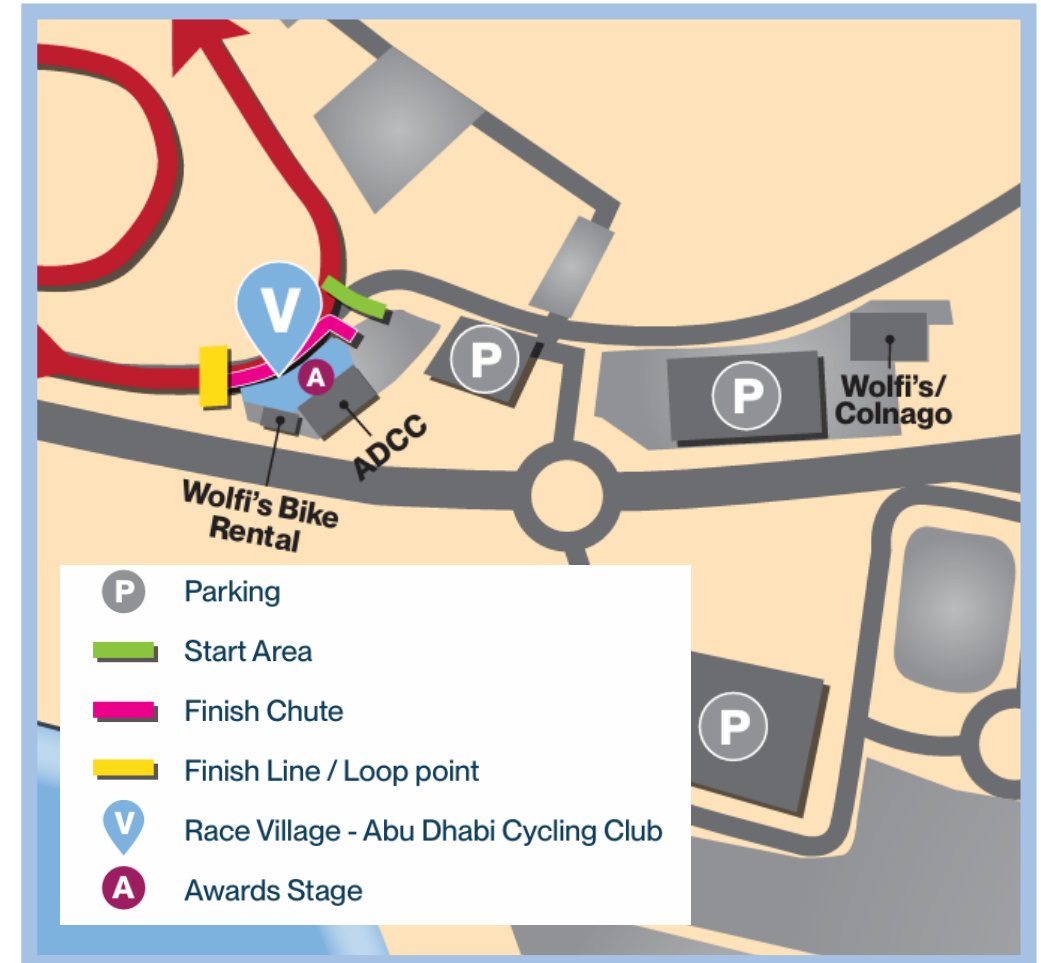 V
P
P
A
Wolfi's/
Colnago
ADCC
Wolfi's Bike
Rental
P Parking
Start Area
Finish Chute
Finish Line / Loop point
V Race Village - Abu Dhabi Cycling Club
A Awards Stage
P